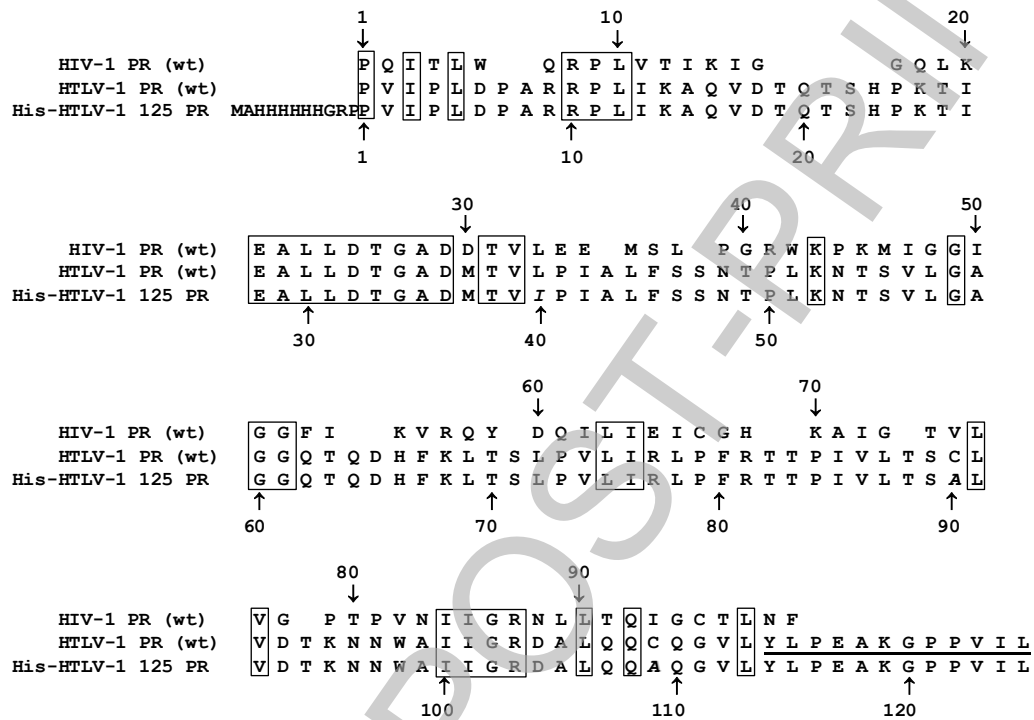 1 10 20
HIV-1 PR (wt) P Q I T L W Q R P L V T I K I G G Q L K
HTLV-1 PR (wt) P V I P L D P A R R P L I K A Q V D T Q T S H P K T I
His-HTLV-1 125 PR MAHHHHHHGRPP V I P L D P A R R P L I K A Q V D T Q T S H P K T I
1 10 20
30 40 50
HIV-1 PR (wt) E A L L D T G A D D T V L E E M S L P G R W K P K M I G G I
HTLV-1 PR (wt) E A L L D T G A D M T V L P I A L F S S N T P L K N T S V L G A
His-HTLV-1 125 PR E A L L D T G A D M T V I P I A L F S S N T P L K N T S V L G A
30 40 50
60 70
HIV-1 PR (wt) G G F I K V R Q Y D Q I L I E I C G H K A I G T V L
HTLV-1 PR (wt) G G Q T Q D H F K L T S L P V L I R L P F R T T P I V L T S C L
His-HTLV-1 125 PR G G Q T Q D H F K L T S L P V L I R L P F R T T P I V L T S A L
60 70 80 90
80 90
HIV-1 PR (wt) V G P T P V N I I G R N L L T Q I G C T L N F
HTLV-1 PR (wt) V D T K N N W A I I G R D A L Q Q C Q G V L Y L P E A K G P P V I L
His-HTLV-1 125 PR V D T K N N W A I I G R D A L Q Q A Q G V L Y L P E A K G P P V I L
100 110 120
POST-PRI